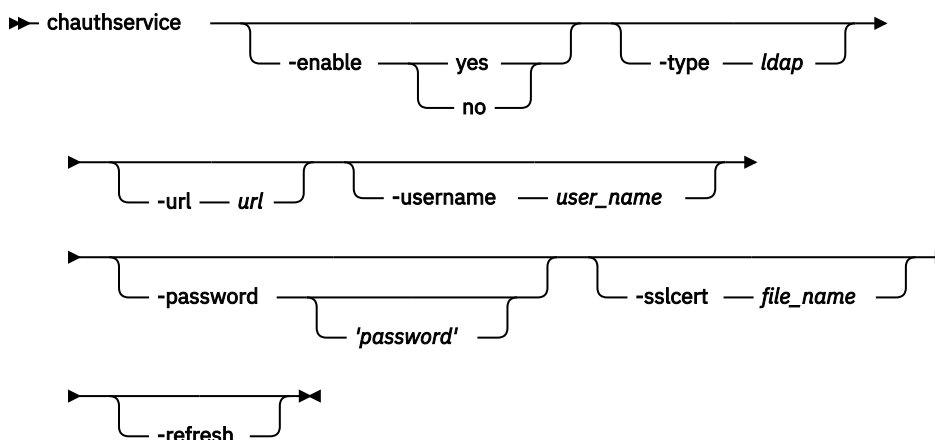 chauthservice
-enable yes -type ldap
no
-url url -username user_name
-password -sslcert file_name
'password'
-refresh